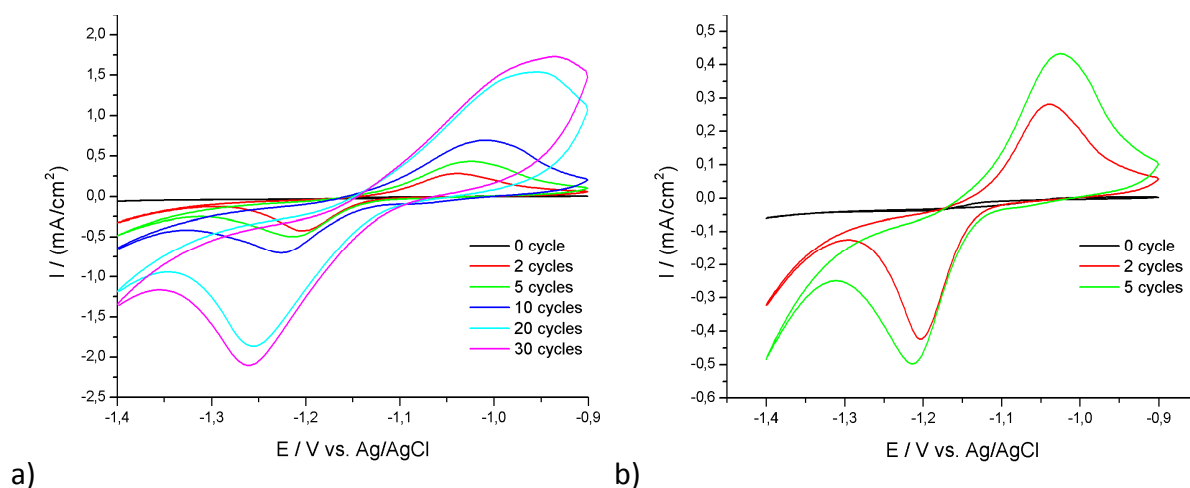 2,0
1,5
1,0
0,5
0,0
-0,5
-1,0
-1,5
-2,0
-2,5
I / (mA/cm²)
0 cycle
2 cycles
5 cycles
10 cycles
20 cycles
30 cycles
-1,4 -1,3 -1,2 -1,1 -1,0 -0,9
E / V vs. Ag/AgCl
a)
0,5
0,4
0,3
0,2
0,1
0,0
-0,1
-0,2
-0,3
-0,4
-0,5
-0,6
I / (mA/cm²)
0 cycle
2 cycles
5 cycles
-1,4 -1,3 -1,2 -1,1 -1,0 -0,9
E / V vs. Ag/AgCl
b)